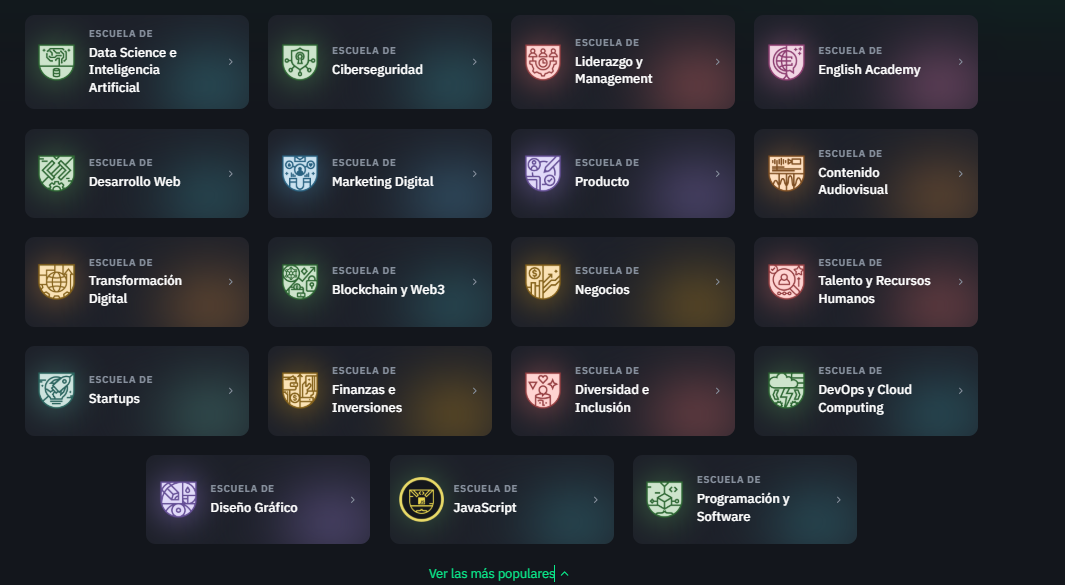 ESCUELA DE
Data Science e
Inteligencia
Artificial
ESCUELA DE
Ciberseguridad
ESCUELA DE
Liderazgo y
Management
ESCUELA DE
English Academy
ESCUELA DE
Desarrollo Web
ESCUELA DE
Marketing Digital
ESCUELA DE
Producto
ESCUELA DE
Contenido
Audiovisual
ESCUELA DE
Transformación
Digital
ESCUELA DE
Blockchain y Web3
ESCUELA DE
Negocios
ESCUELA DE
Talento y Recursos
Humanos
ESCUELA DE
Startups
ESCUELA DE
Finanzas e
Inversiones
ESCUELA DE
Diversidad e
Inclusión
ESCUELA DE
DevOps y Cloud
Computing
ESCUELA DE
Diseño Gráfico
ESCUELA DE
JavaScript
ESCUELA DE
Programación y
Software
Ver las más populares